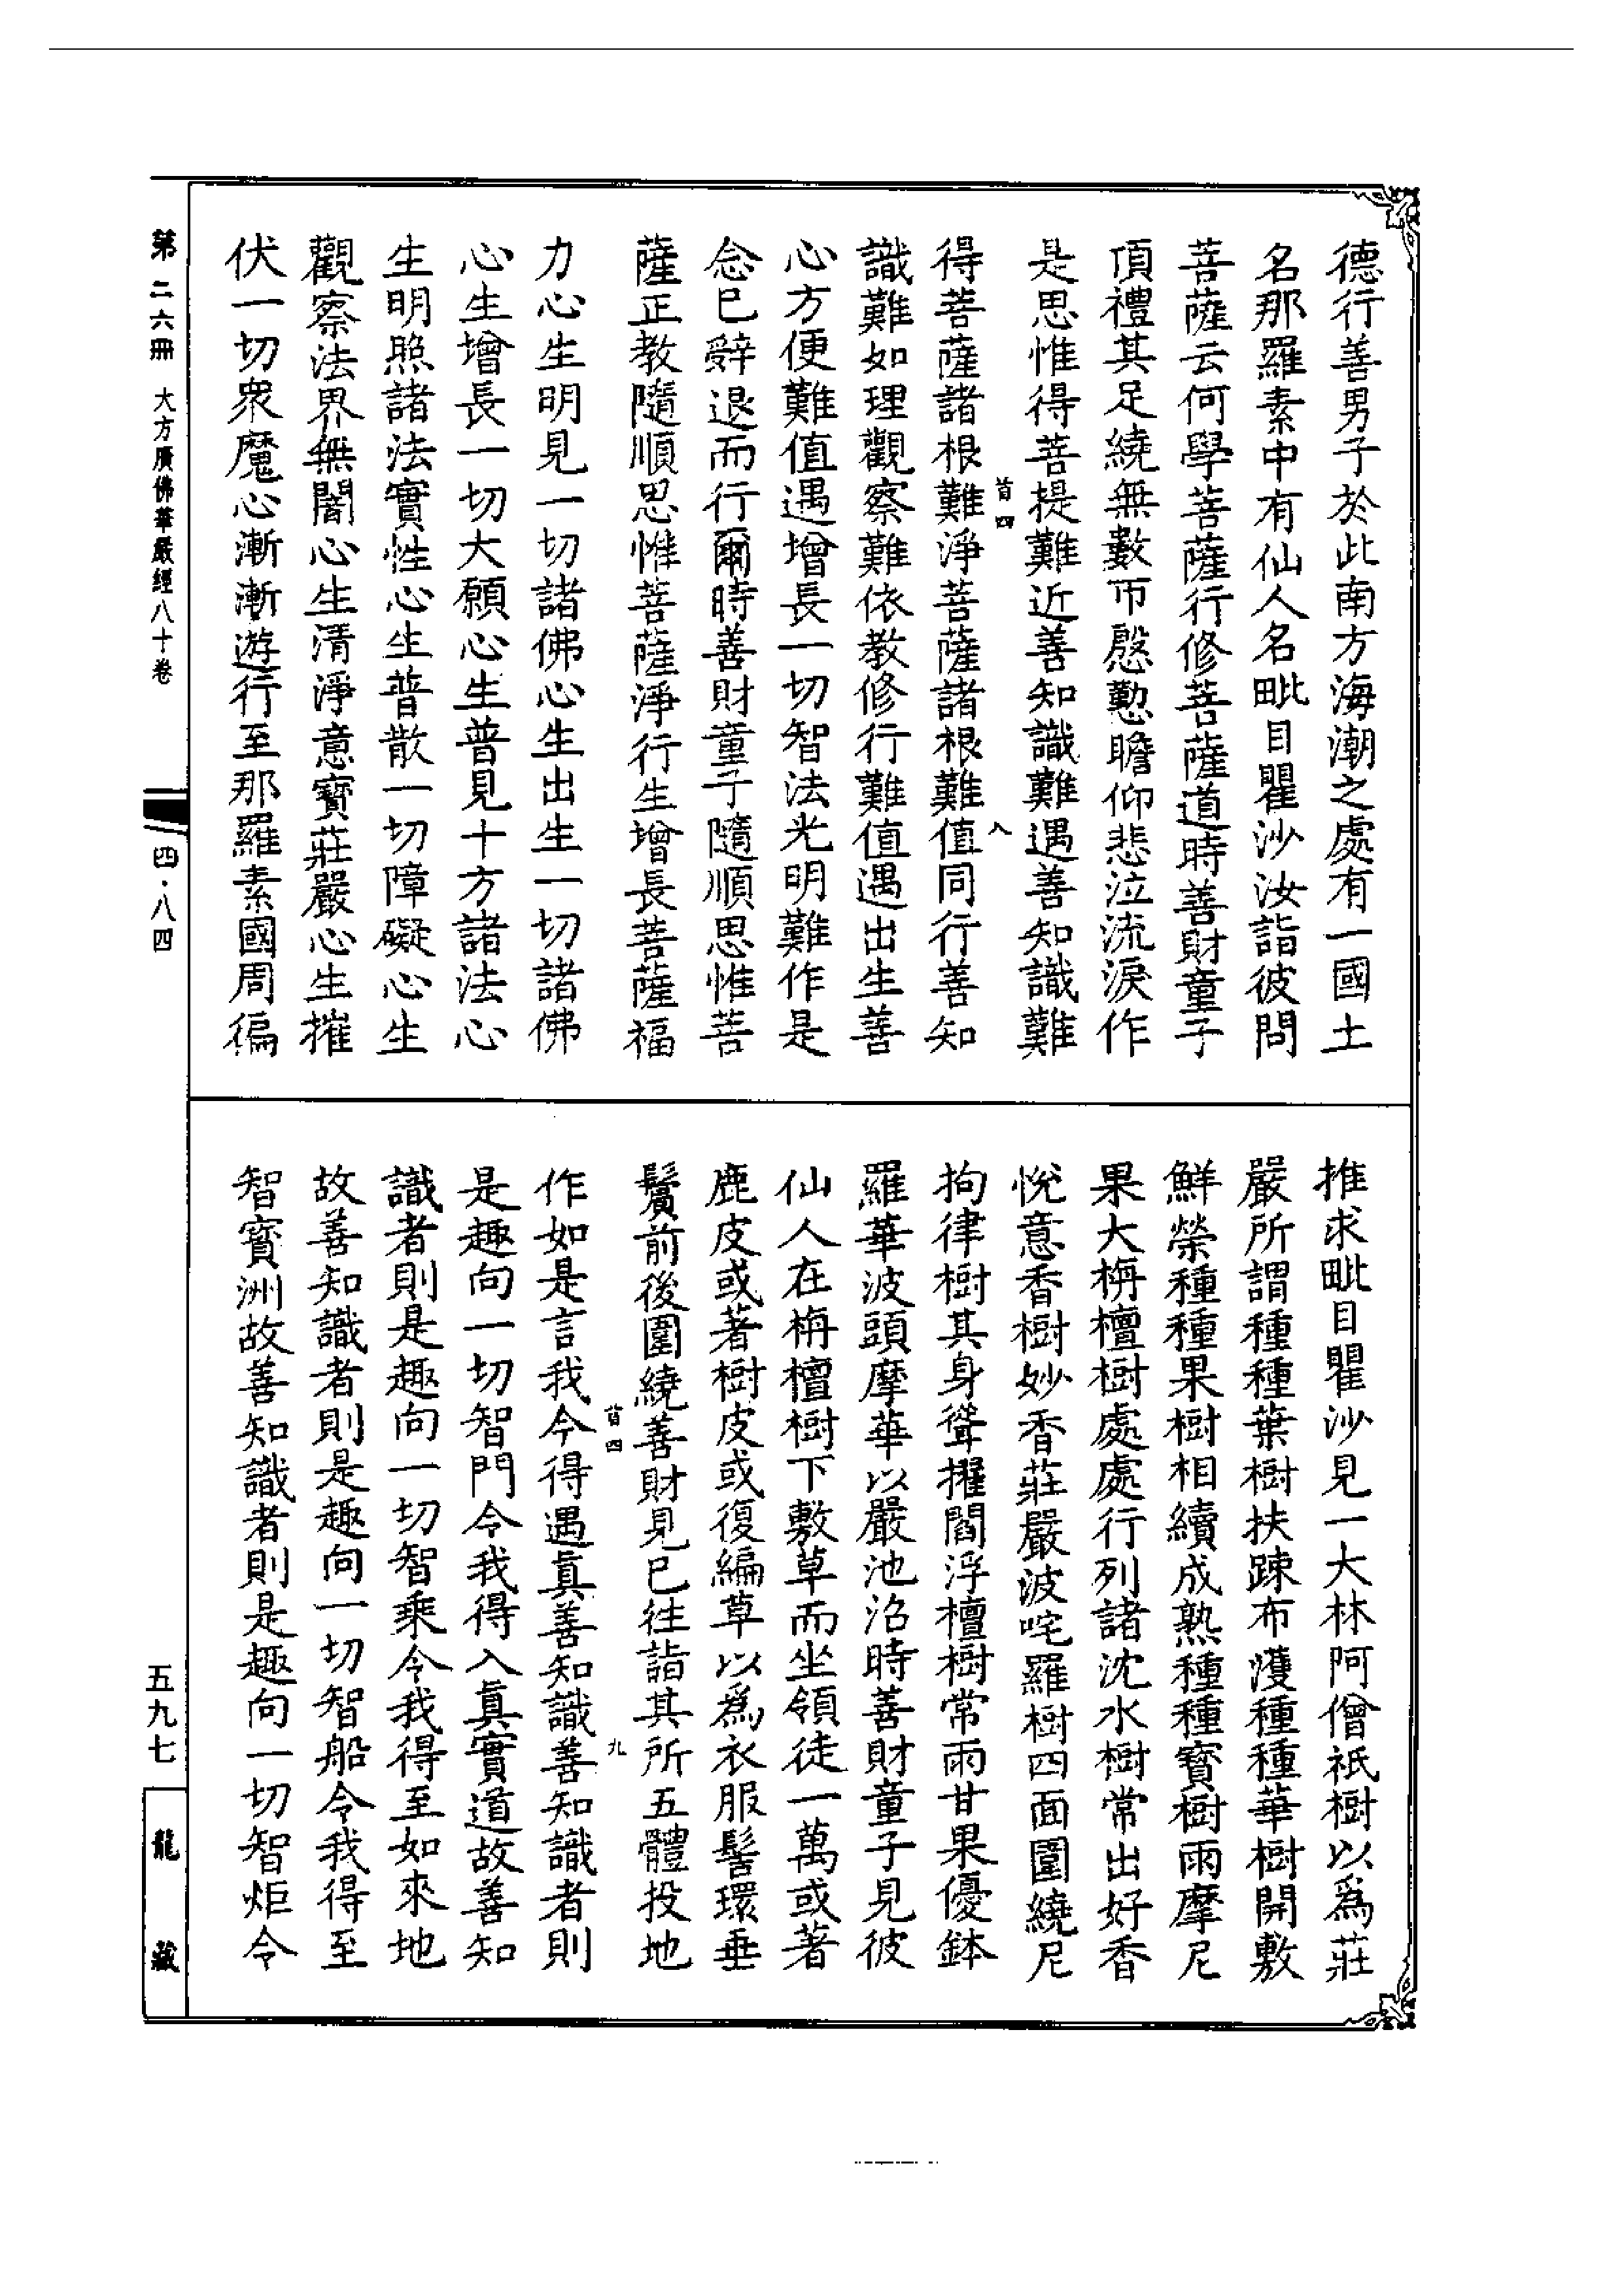 德行善男子於此南方海潮之處有一國土
名那羅素中有仙人名毗目瞿沙汝詣彼問
菩薩云何學菩薩行修菩薩道時善財童子
頂禮其足繞無數帀慇懃瞻仰悲泣流淚作
是思惟得菩提難近善知識難遇善知識難
首四 八
得菩薩諸根難淨菩薩諸根難值同行善知
識難如理觀察難依教修行難值遇出生善
心方便難值遇增長一切智法光明難作是
念已辭退而行爾時善財童子隨順思惟菩
薩正教隨順思惟菩薩淨行生增長菩薩福
力心生明見一切諸佛心生出生一切諸佛
心生增長一切大願心生普見十方諸法心
生明照諸法實性心生普散一切障礙心生
觀察法界無闇心生清淨意寶莊嚴心生摧
伏一切衆魔心漸漸遊行至那羅素國周徧
推求毗目瞿沙見一大林阿僧祇樹以爲莊
嚴所謂種種葉樹扶踈布濩種種華樹開敷
鮮榮種種果樹相續成熟種種寶樹雨摩尼
果大栴檀樹處處行列諸沈水樹常出好香
悅意香樹妙香莊嚴波吒羅樹四面圍繞尼
拘律樹其身聳擢閻浮檀樹常雨甘果優鉢
羅華波頭摩華以嚴池沼時善財童子見彼
仙人在栴檀樹下敷草而坐領徒一萬或著
鹿皮或著樹皮或復編草以爲衣服髻環垂
鬢前後圍繞善財見已往詣其所五體投地
首四 九
作如是言我今得遇眞善知識善知識者則
是趣向一切智門令我得入眞實道故善知
識者則是趣向一切智乘令我得至如來地
故善知識者則是趣向一切智船令我得至
智寶洲故善知識者則是趣向一切智炬令
第二六冊 大方廣佛華嚴經八十卷
四·八四
五九七
龍藏